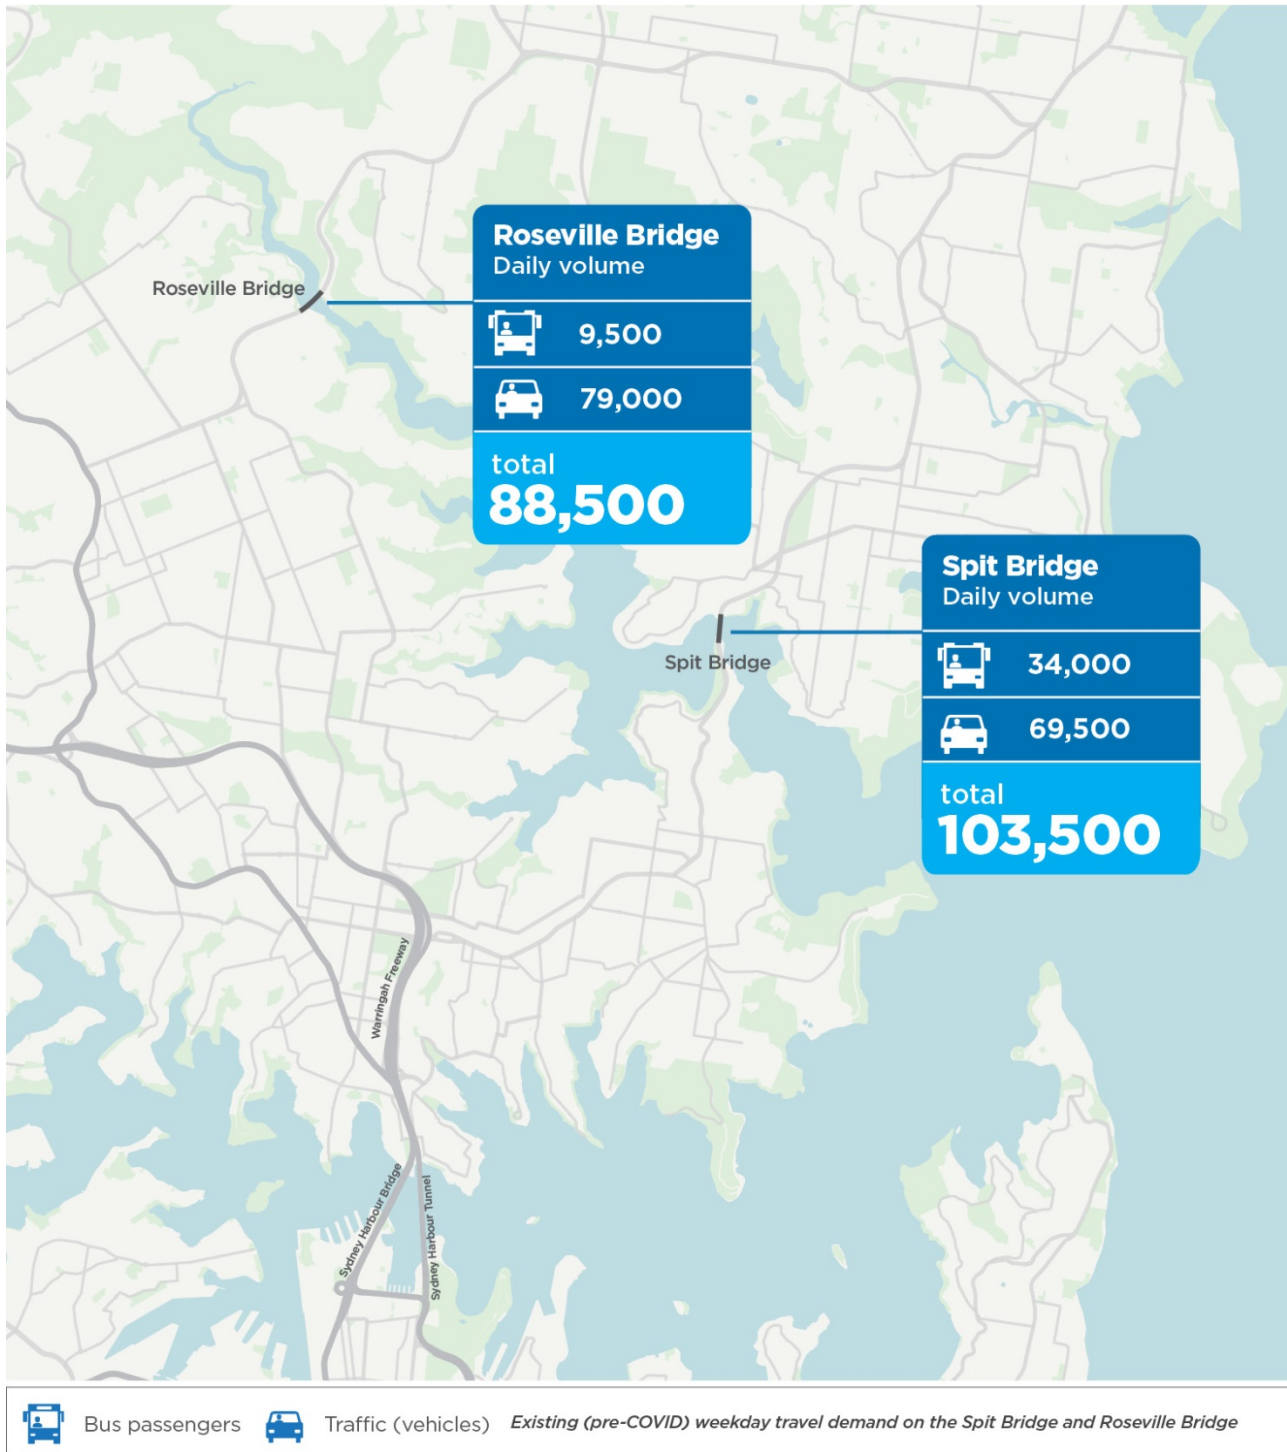 Roseville Bridge
Daily volume
Roseville Bridge
9,500
79,000
total
88,500
Spit Bridge
Daily volume
Spit Bridge
34,000
69,500
total
103,500
Warringah Freeway
Sydney Harbour Bridge
Sydney Harbour Tunnel
Bus passengers Traffic (vehicles) Existing (pre-COVID) weekday travel demand on the Spit Bridge and Roseville Bridge